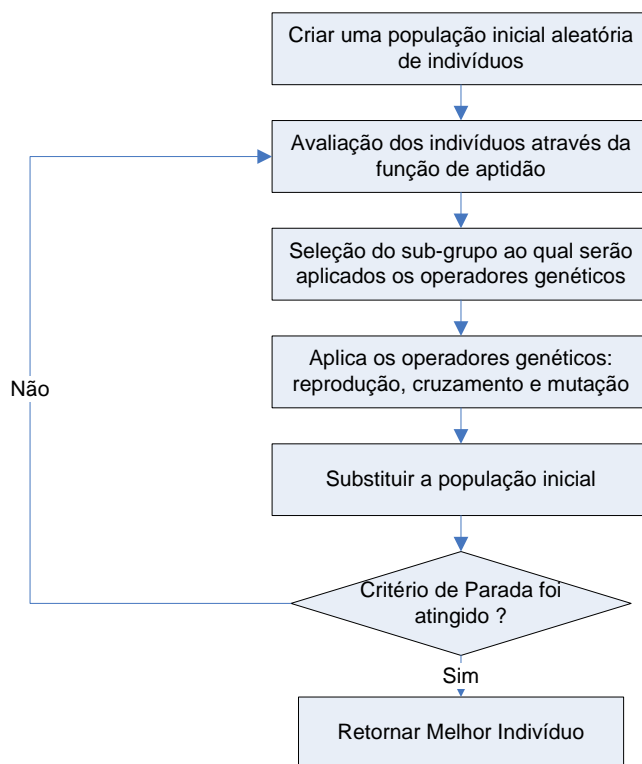 Criar uma população inicial aleatória
de indivíduos
Avaliação dos indivíduos através da
função de aptidão
Seleção do sub-grupo ao qual serão
aplicados os operadores genéticos
Aplica os operadores genéticos:
reprodução, cruzamento e mutação
Não
Substituir a população inicial
Critério de Parada foi
atingido ?
Sim
Retornar Melhor Indivíduo